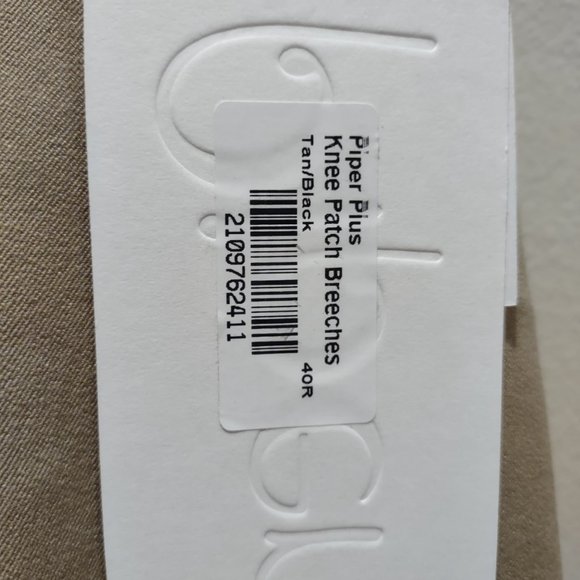 Piper Plus
Knee Patch Breeches
Tan/Black
40R
2109762411